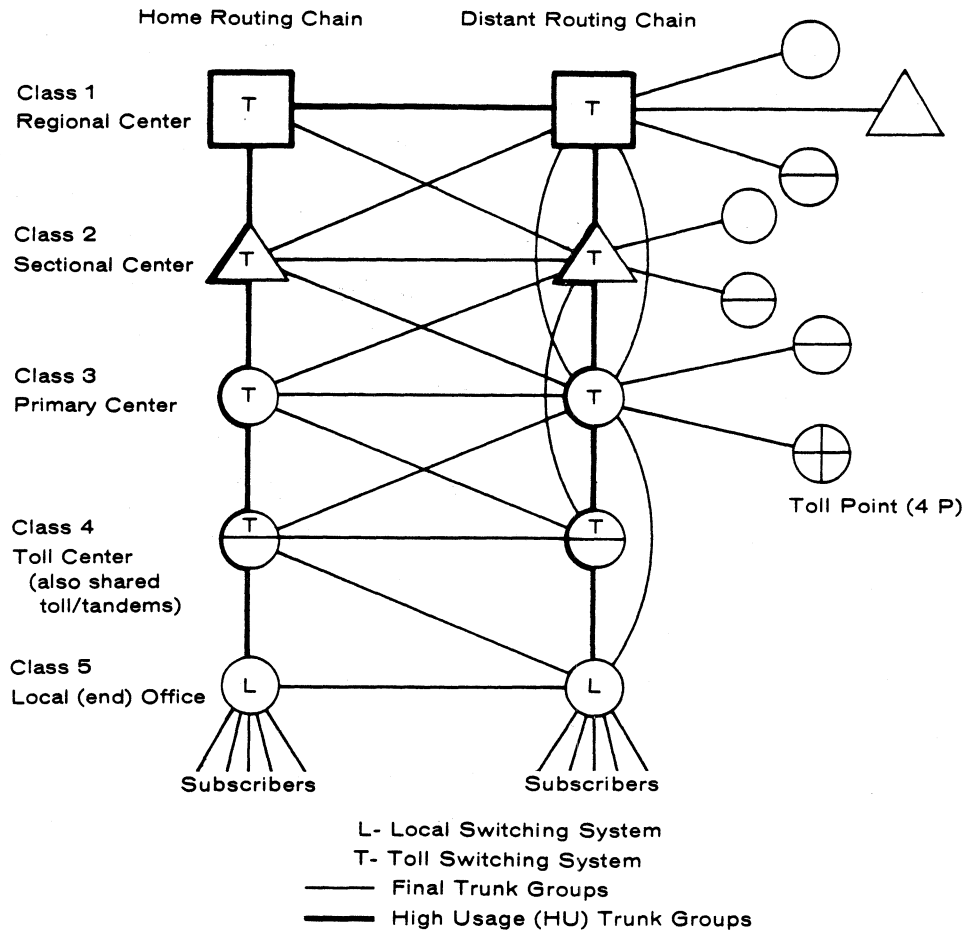 Home Routing Chain
Distant Routing Chain
Class 1
Regional Center
T
T
Class 2
Sectional Center
T
T
Class 3
Primary Center
T
T
Toll Point (4 P)
Class 4
Toll Center
(also shared
toll/tandems)
T
T
Class 5
Local (end) Office
L
L
Subscribers
Subscribers
L- Local Switching System
T- Toll Switching System
Final Trunk Groups
High Usage (HU) Trunk Groups